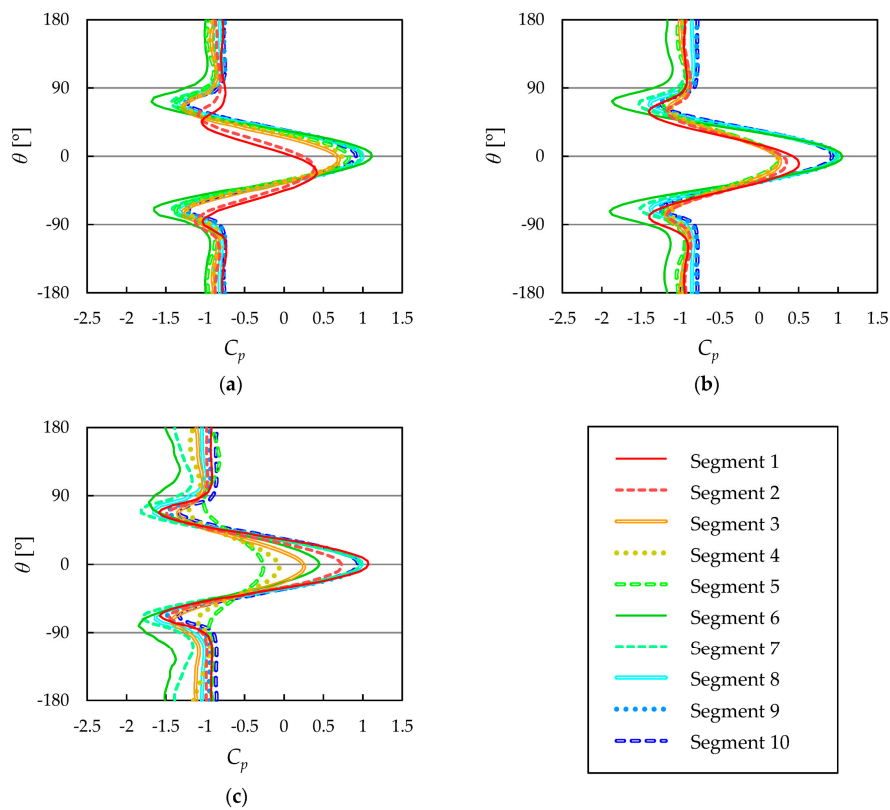 180
90
0
-90
-180
θ [°]
-2.5 -2 -1.5 -1 -0.5 0 0.5 1 1.5
Cp
(a)
180
90
0
-90
-180
θ [°]
-2.5 -2 -1.5 -1 -0.5 0 0.5 1 1.5
Cp
(b)
180
90
0
-90
-180
θ [°]
-2.5 -2 -1.5 -1 -0.5 0 0.5 1 1.5
Cp
(c)
Segment 1
Segment 2
Segment 3
Segment 4
Segment 5
Segment 6
Segment 7
Segment 8
Segment 9
Segment 10